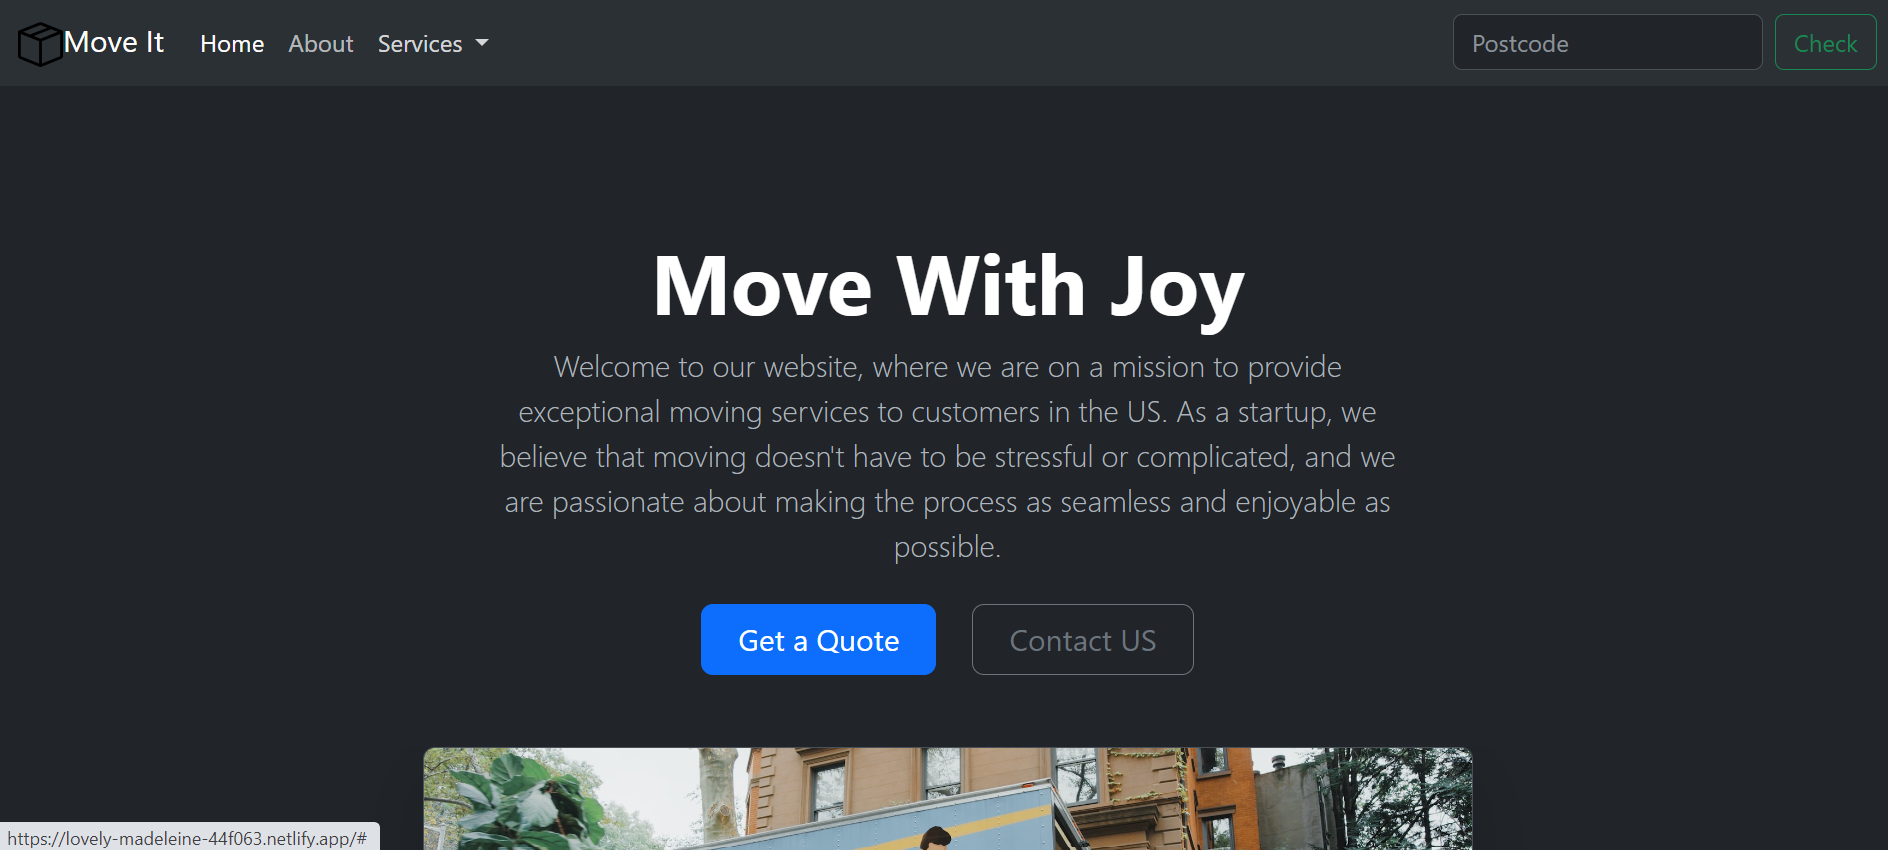 Move It Home About Services Postcode Check
Move With Joy
Welcome to our website, where we are on a mission to provide
exceptional moving services to customers in the US. As a startup, we
believe that moving doesn't have to be stressful or complicated, and we
are passionate about making the process as seamless and enjoyable as
possible.
Get a Quote Contact US
https://lovely-madeleine-44f063.netlify.app/#